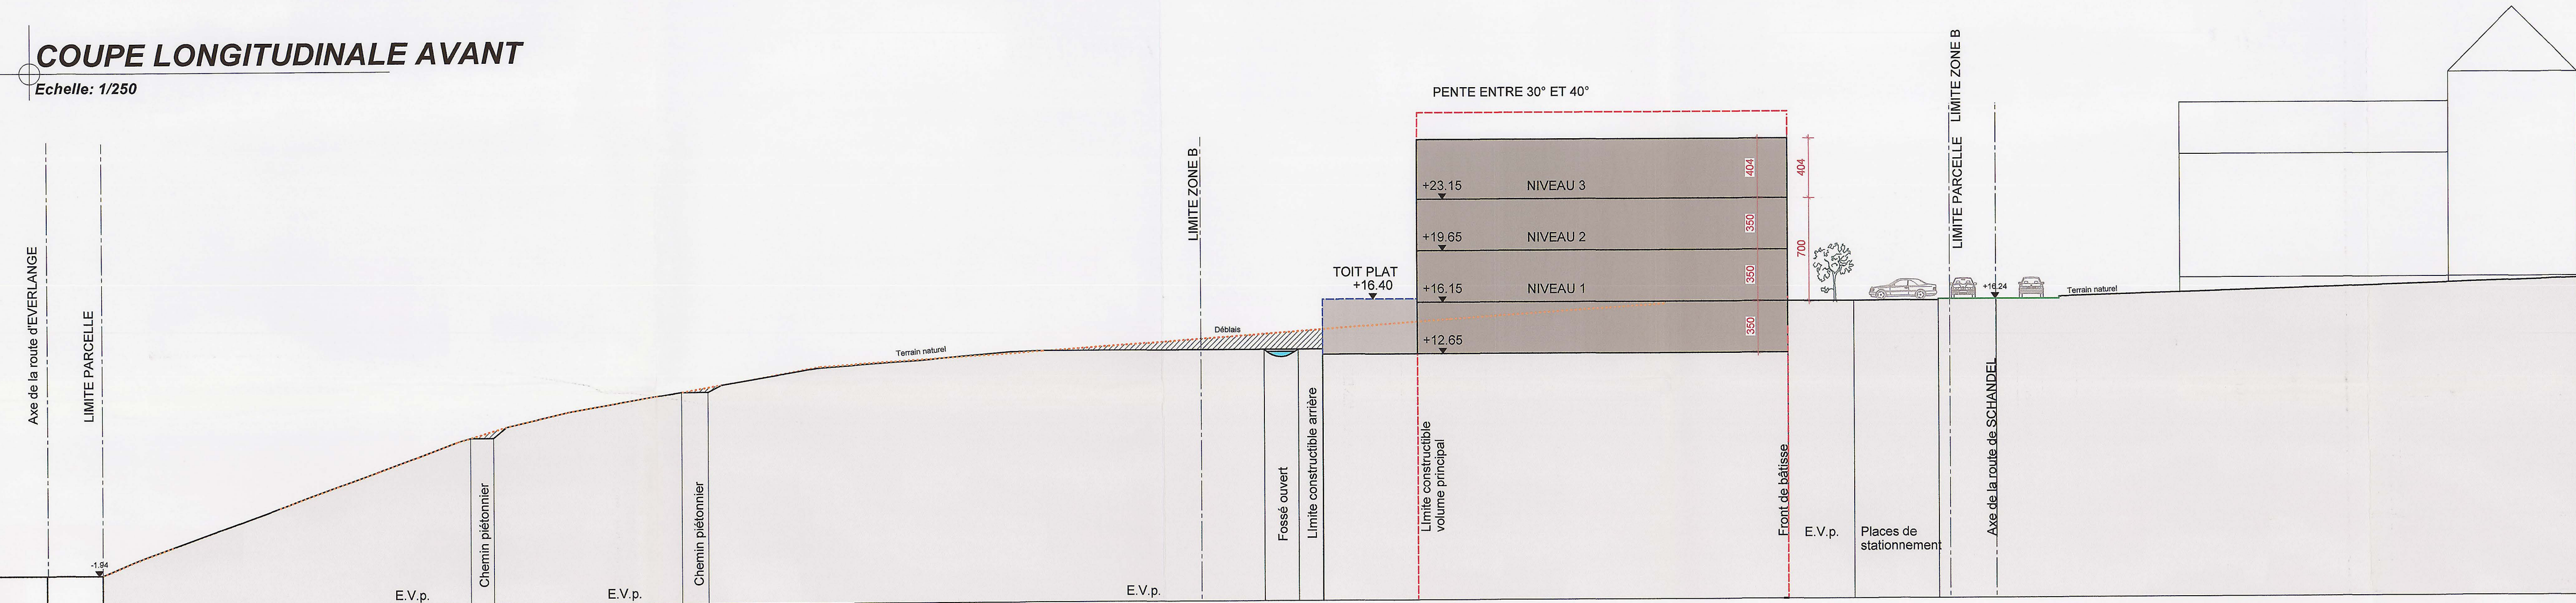 COUPE LONGITUDINALE AVANT
Echelle: 1/250
Axe de la route d'EVERLANGE
LIMITE PARCELLE
-1.94
E.V.p.
Chemin piétonnier
E.V.p.
Chemin piétonnier
Terrain naturel
E.V.p.
LIMITE ZONE B
Déblais
Fossé ouvert
LImite constructible arrière
TOIT PLAT
+16.40
PENTE ENTRE 30° ET 40°
+23.15
NIVEAU 3
+19.65
NIVEAU 2
+16.15
NIVEAU 1
+12.65
404
350
350
350
404
700
LImite constructible
volume principal
Front de bâtisse
E.V.p.
Places de
stationnement
LIMITE PARCELLE
LIMITE ZONE B
+16.24
Axe de la route de SCHANDEL
Terrain naturel